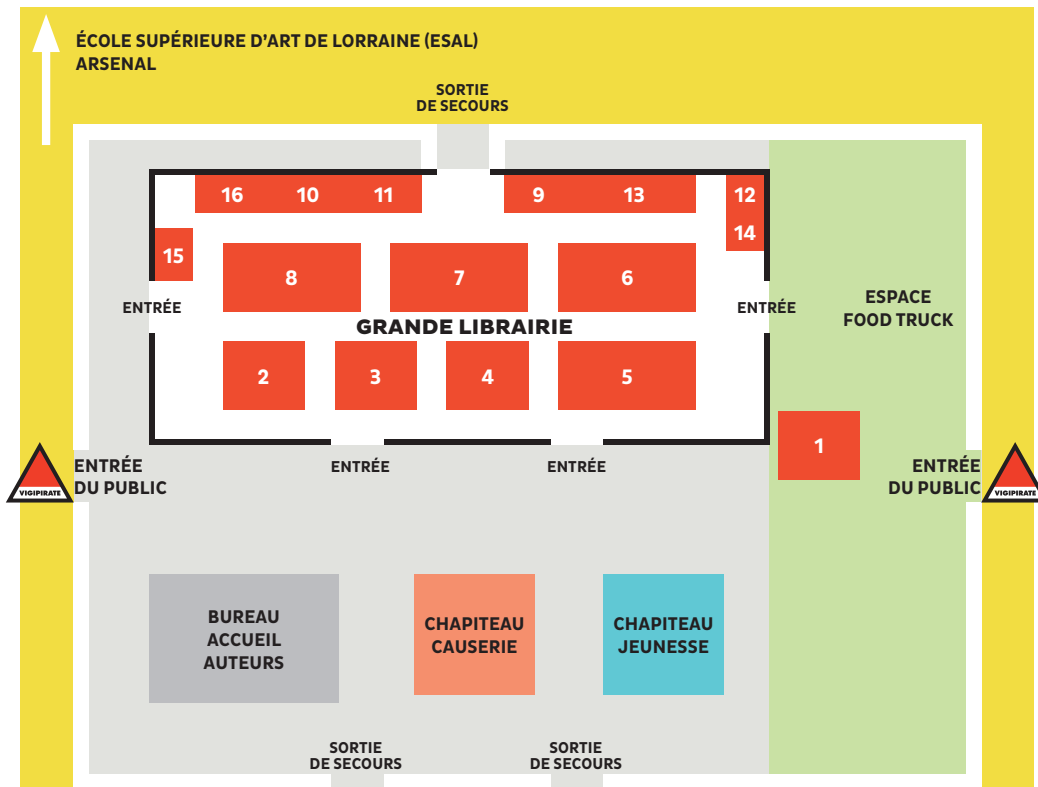 ÉCOLE SUPÉRIEURE D'ART DE LORRAINE (ESAL)
ARSENAL
SORTIE
DE SECOURS
16 10 11 9 13 12
14
15
8 7 6
ENTRÉE
ENTRÉE
ESPACE
FOOD TRUCK
GRANDE LIBRAIRIE
2 3 4 5
1
ENTRÉE
DU PUBLIC
VIGIPIRATE
ENTRÉE
ENTRÉE
ENTRÉE
DU PUBLIC
VIGIPIRATE
BUREAU
ACCUEIL
AUTEURS
CHAPITEAU
CAUSERIE
CHAPITEAU
JEUNESSE
SORTIE
DE SECOURS
SORTIE
DE SECOURS